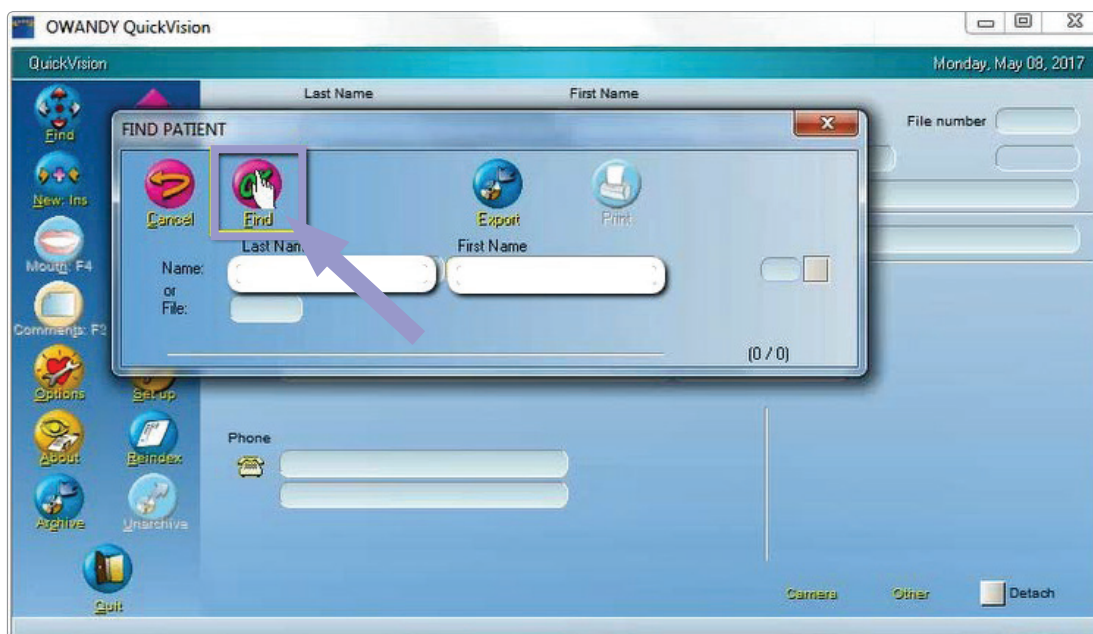 OWANDY QuickVision
QuickVision
Monday, May 08, 2017
Last Name
First Name
Find
File number
FIND PATIENT
New: Ins
Cancel
Find
Export
Print
Last Nam
First Name
Mouth: F4
Name:
or
File:
Comments: F3
(0 / 0)
Options
Set up
About
Reindex
Phone
Archive
Unarchive
Quit
Camera
Other
Detach